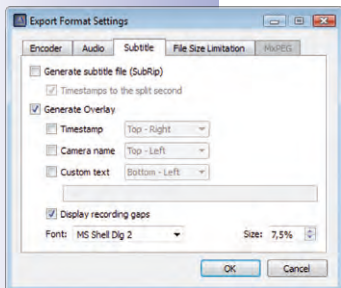 Export Format Settings
Encoder Audio Subtitle File Size Limitation MxPEG
Generate subtitle file (SubRip)
Timestamps to the split second
Generate Overlay
Timestamp Top - Right
Camera name Top - Left
Custom text Bottom - Left
Display recording gaps
Font: MS Shell Dlg 2 Size: 7,5%
OK Cancel